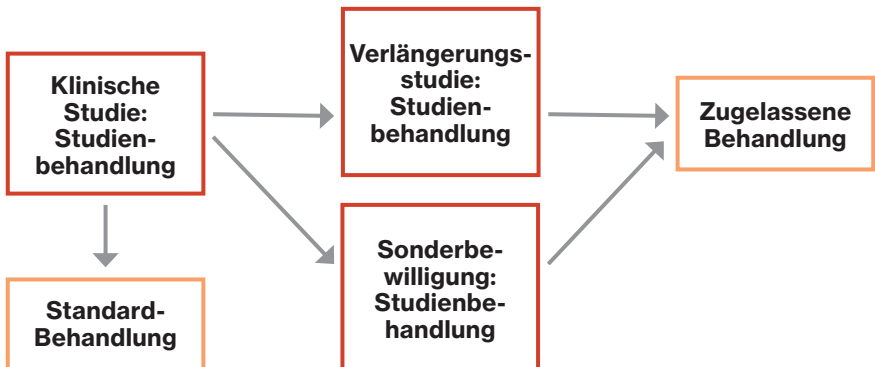 Klinische
Studie:
Studien-
behandlung
Verlängerungs-
studie:
Studien-
behandlung
Zugelassene
Behandlung
Standard-
Behandlung
Sonderbe-
willigung:
Studienbe-
handlung